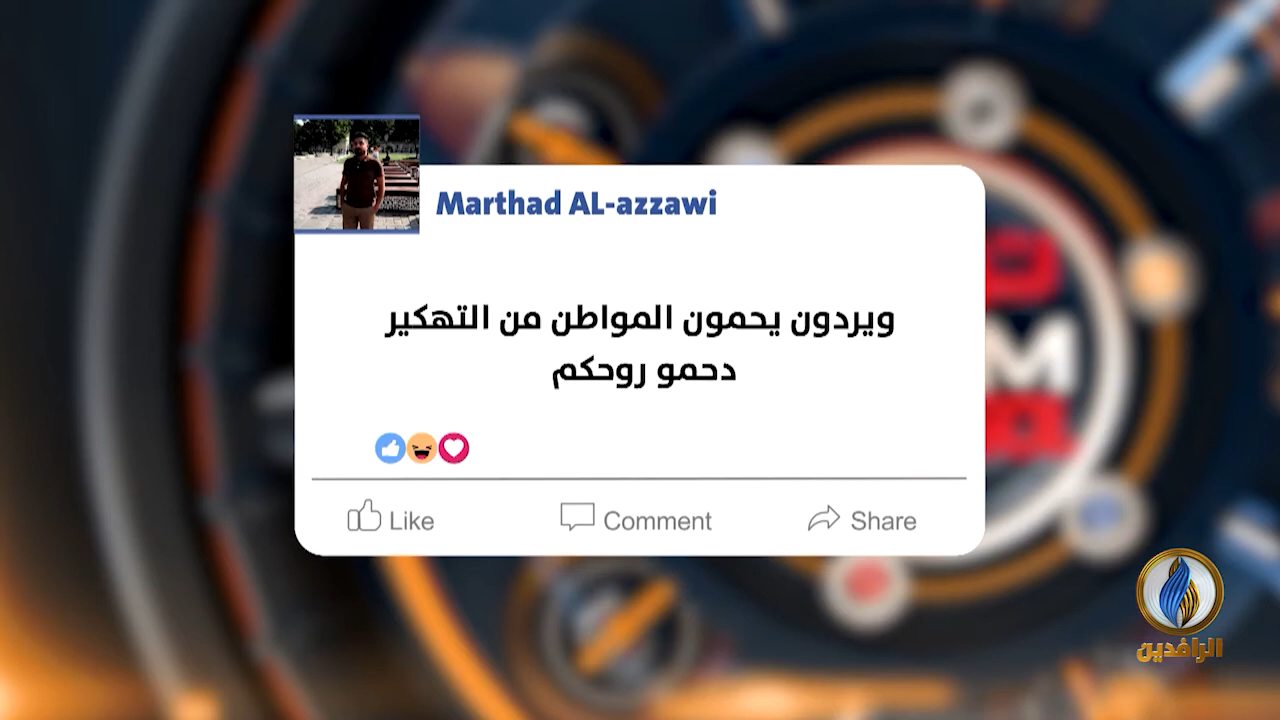 Marthad AL-azzawi
ويردون يحمون المواطن من التهكير
دحمو روحكم
Like
Comment
Share
الرافدين